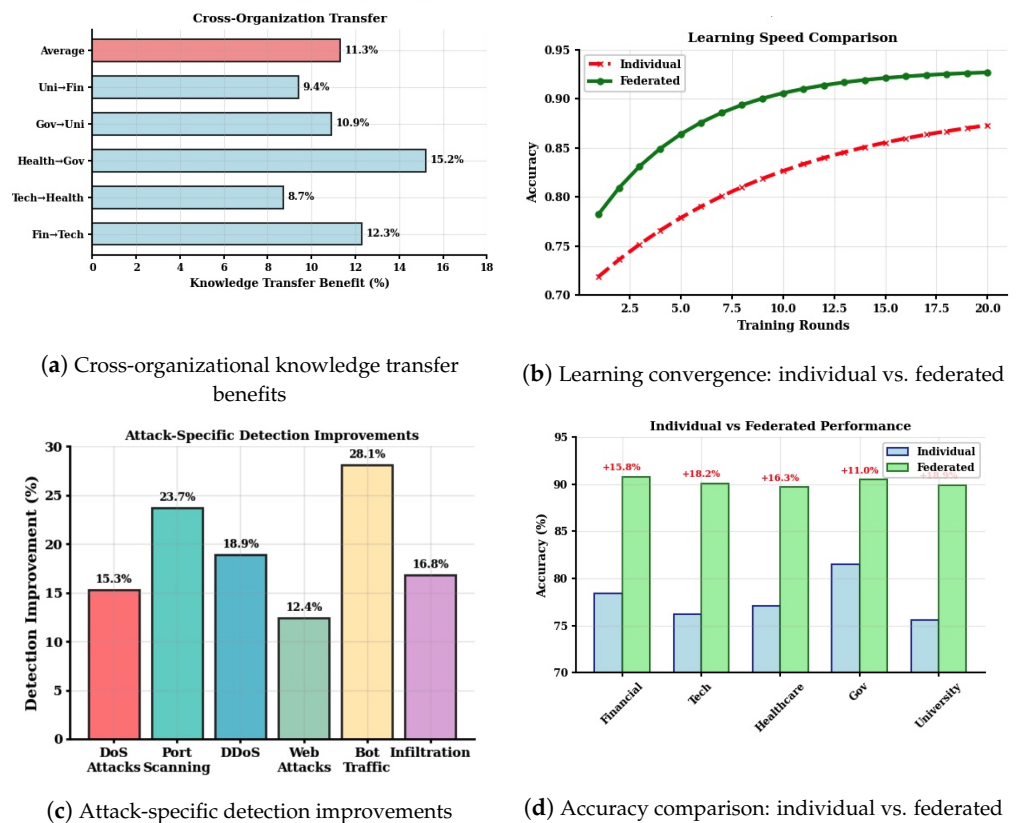 Cross-Organization Transfer
Average
11.3%
Uni→Fin
9.4%
Gov→Uni
10.9%
Health→Gov
15.2%
Tech→Health
8.7%
Fin→Tech
12.3%
0 2 4 6 8 10 12 14 16 18
Knowledge Transfer Benefit (%)
(a) Cross-organizational knowledge transfer
benefits
Learning Speed Comparison
0.95
Individual
Federated
0.90
0.85
Accuracy
0.80
0.75
0.70
2.5 5.0 7.5 10.0 12.5 15.0 17.5 20.0
Training Rounds
(b) Learning convergence: individual vs. federated
Attack-Specific Detection Improvements
30
25
20
15
10
5
0
Detection Improvement (%)
15.3%
23.7%
18.9%
12.4%
28.1%
16.8%
DoS Port DDoS Web Bot Infiltration
Attacks Scanning Attacks Traffic
(c) Attack-specific detection improvements
Individual vs Federated Performance
95
90
85
80
75
70
Accuracy (%)
Individual
Federated
+15.8%
+18.2%
+16.3%
+11.0%
Financial
Tech
Healthcare
Gov
University
(d) Accuracy comparison: individual vs. federated